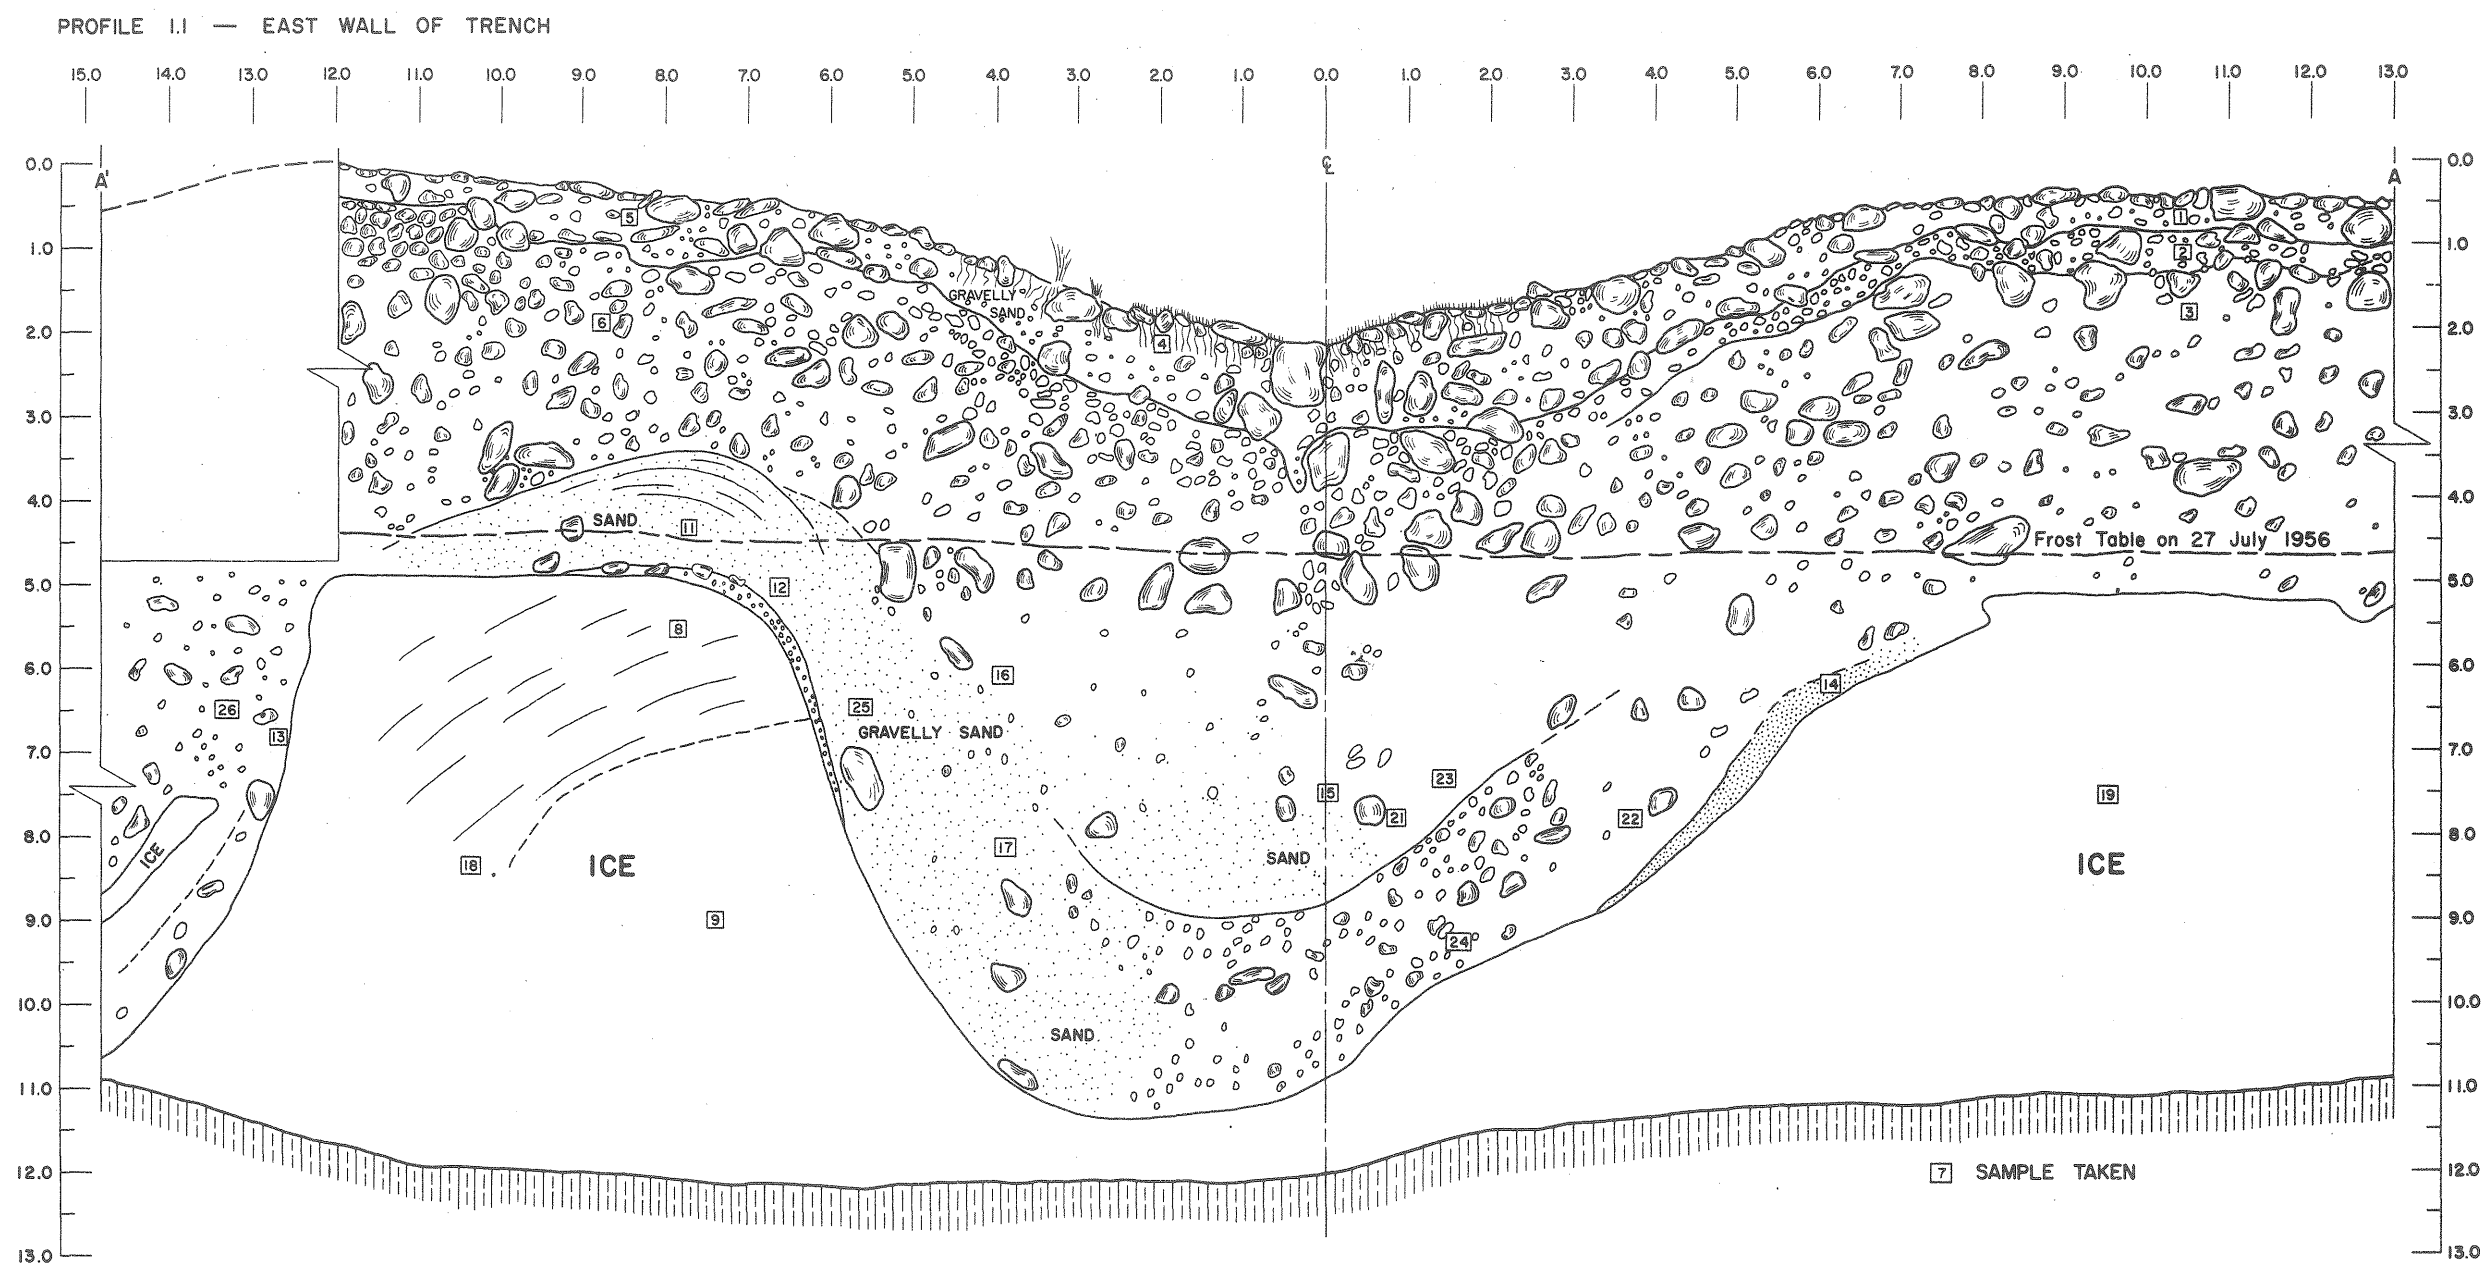 PROFILE 1.1 — EAST WALL OF TRENCH
15.0 14.0 13.0 12.0 11.0 10.0 9.0 8.0 7.0 6.0 5.0 4.0 3.0 2.0 1.0 0.0 1.0 2.0 3.0 4.0 5.0 6.0 7.0 8.0 9.0 10.0 11.0 12.0 13.0
0.0 ℄ 0.0
A' A
5 1
1.0 1.0
2
GRAVELLY
SAND
3
6
2.0 2.0
4
3.0 3.0
4.0 4.0
SAND 11
Frost Table on 27 July 1956
5.0 12 5.0
8
6.0 16 6.0
14
26 25
13 GRAVELLY SAND
7.0 7.0
23
15 19
21 22
8.0 8.0
17
ICE SAND
18 ICE ICE
9.0 9 9.0
24
10.0 10.0
SAND
11.0 11.0
12.0 12.0
7 SAMPLE TAKEN
13.0 13.0